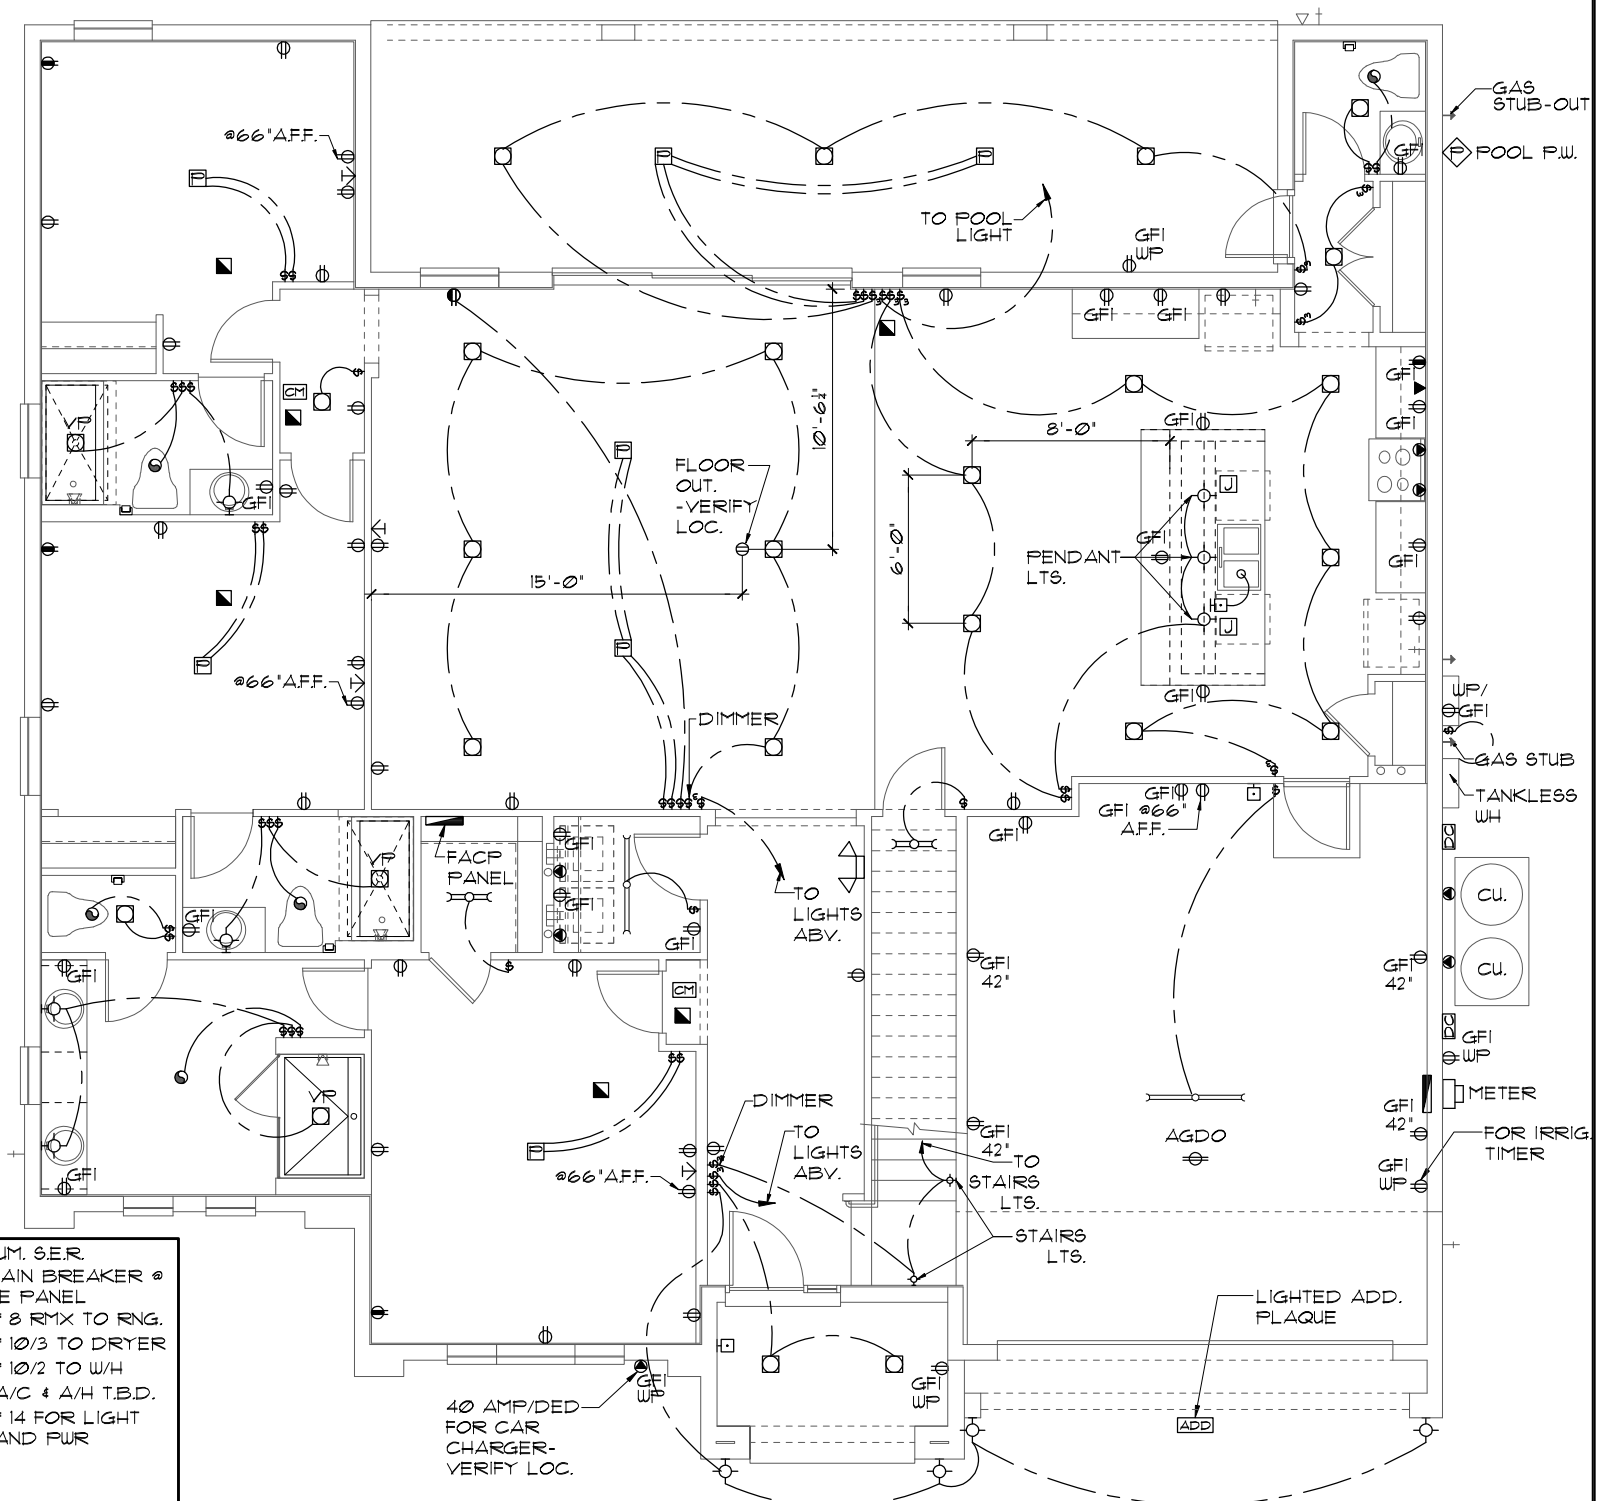 GAS
STUB-OUT
@66"A.F.F.
GFI
P POOL P.W.
P
P
P
TO POOL
LIGHT
GFI
WP
GFI
GFI
GFI
CM
VP
10'-6½"
GFI
GFI
GFI
8'-0"
P
FLOOR
OUT.
-VERIFY
LOC.
GFI
J
6'-0"
GFI
PENDANT
LTS.
GFI
15'-0"
J
P
P
@66"A.F.F.
GFI
WP/
GFI
DIMMER
GAS STUB
TANKLESS
WH
GFI
GFI @66"
A.F.F.
GFI
DC
VP
FACP
PANEL
GFI
TO
LIGHTS
ABV.
CU.
GFI
GFI
GFI
GFI
42"
GFI
42"
CU.
GFI
CM
DC
GFI
WP
VP
DIMMER
METER
TO
LIGHTS
ABV.
GFI
42"
AGDO
GFI
42"
FOR IRRIG.
TIMER
P
@66"A.F.F.
TO
STAIRS
LTS.
GFI
WP
GFI
STAIRS
LTS.
UM. S.E.R.
AIN BREAKER @
E PANEL
# 8 RMX TO RNG.
# 10/3 TO DRYER
# 10/2 TO W/H
A/C & A/H T.B.D.
# 14 FOR LIGHT
AND PWR
LIGHTED ADD.
PLAQUE
GFI
WP
GFI
WP
40 AMP/DED
FOR CAR
CHARGER-
VERIFY LOC.
ADD